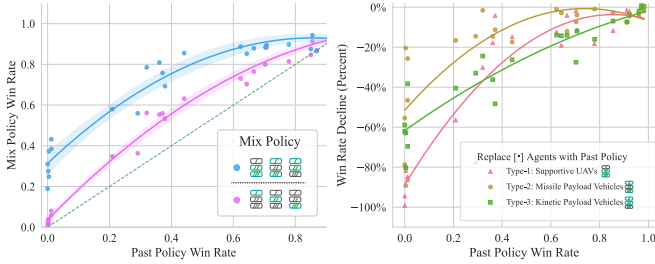 1.0
0.8
0.6
0.4
0.2
0.0
Mix Policy Win Rate
0.0 0.2 0.4 0.6 0.8
Past Policy Win Rate
Mix Policy
0%
−20%
−40%
−60%
−80%
−100%
Win Rate Decline (Percent)
0.0 0.2 0.4 0.6 0.8 1.0
Past Policy Win Rate
Replace [•] Agents with Past Policy
Type-1: Supportive UAVs
Type-2: Missile Payload Vehicles
Type-3: Kinetic Payload Vehicles